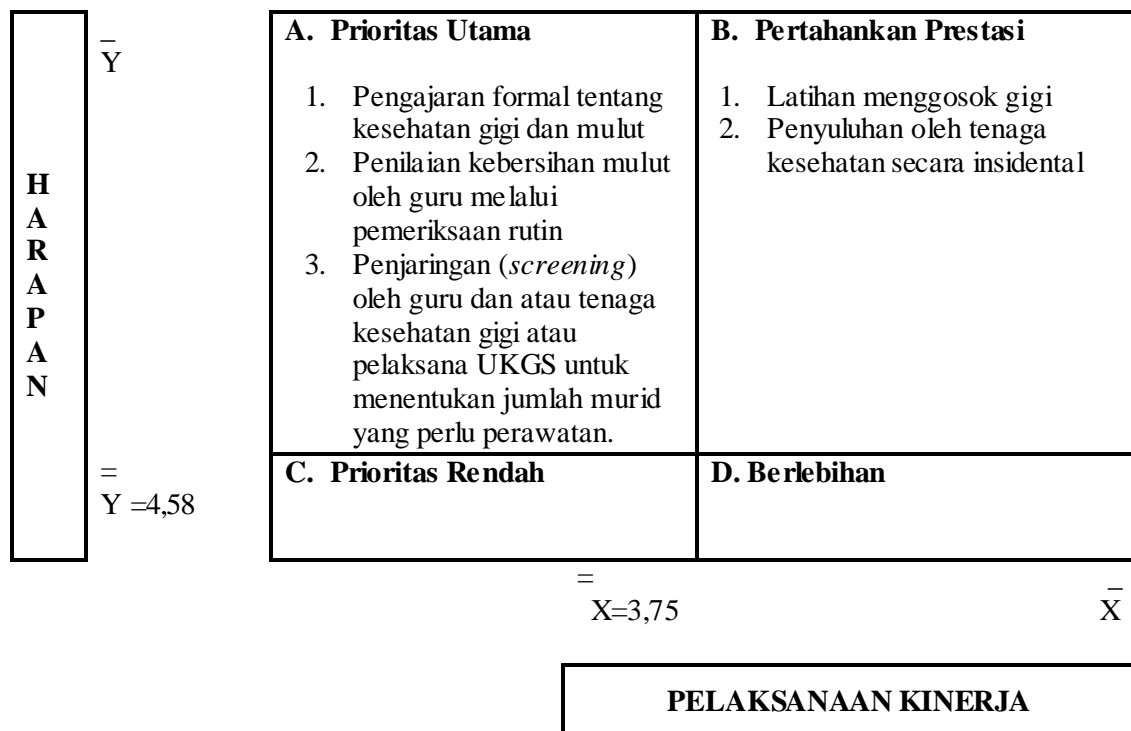 H
A
R
A
P
A
N
_
Y
=
Y =4,58
A. Prioritas Utama
1. Pengajaran formal tentang
kesehatan gigi dan mulut
2. Penilaian kebersihan mulut
oleh guru melalui
pemeriksaan rutin
3. Penjaringan (screening)
oleh guru dan atau tenaga
kesehatan gigi atau
pelaksana UKGS untuk
menentukan jumlah murid
yang perlu perawatan.
B. Pertahankan Prestasi
1. Latihan menggosok gigi
2. Penyuluhan oleh tenaga
kesehatan secara insidental
C. Prioritas Rendah
D. Berlebihan
=
X=3,75
_
X
PELAKSANAAN KINERJA